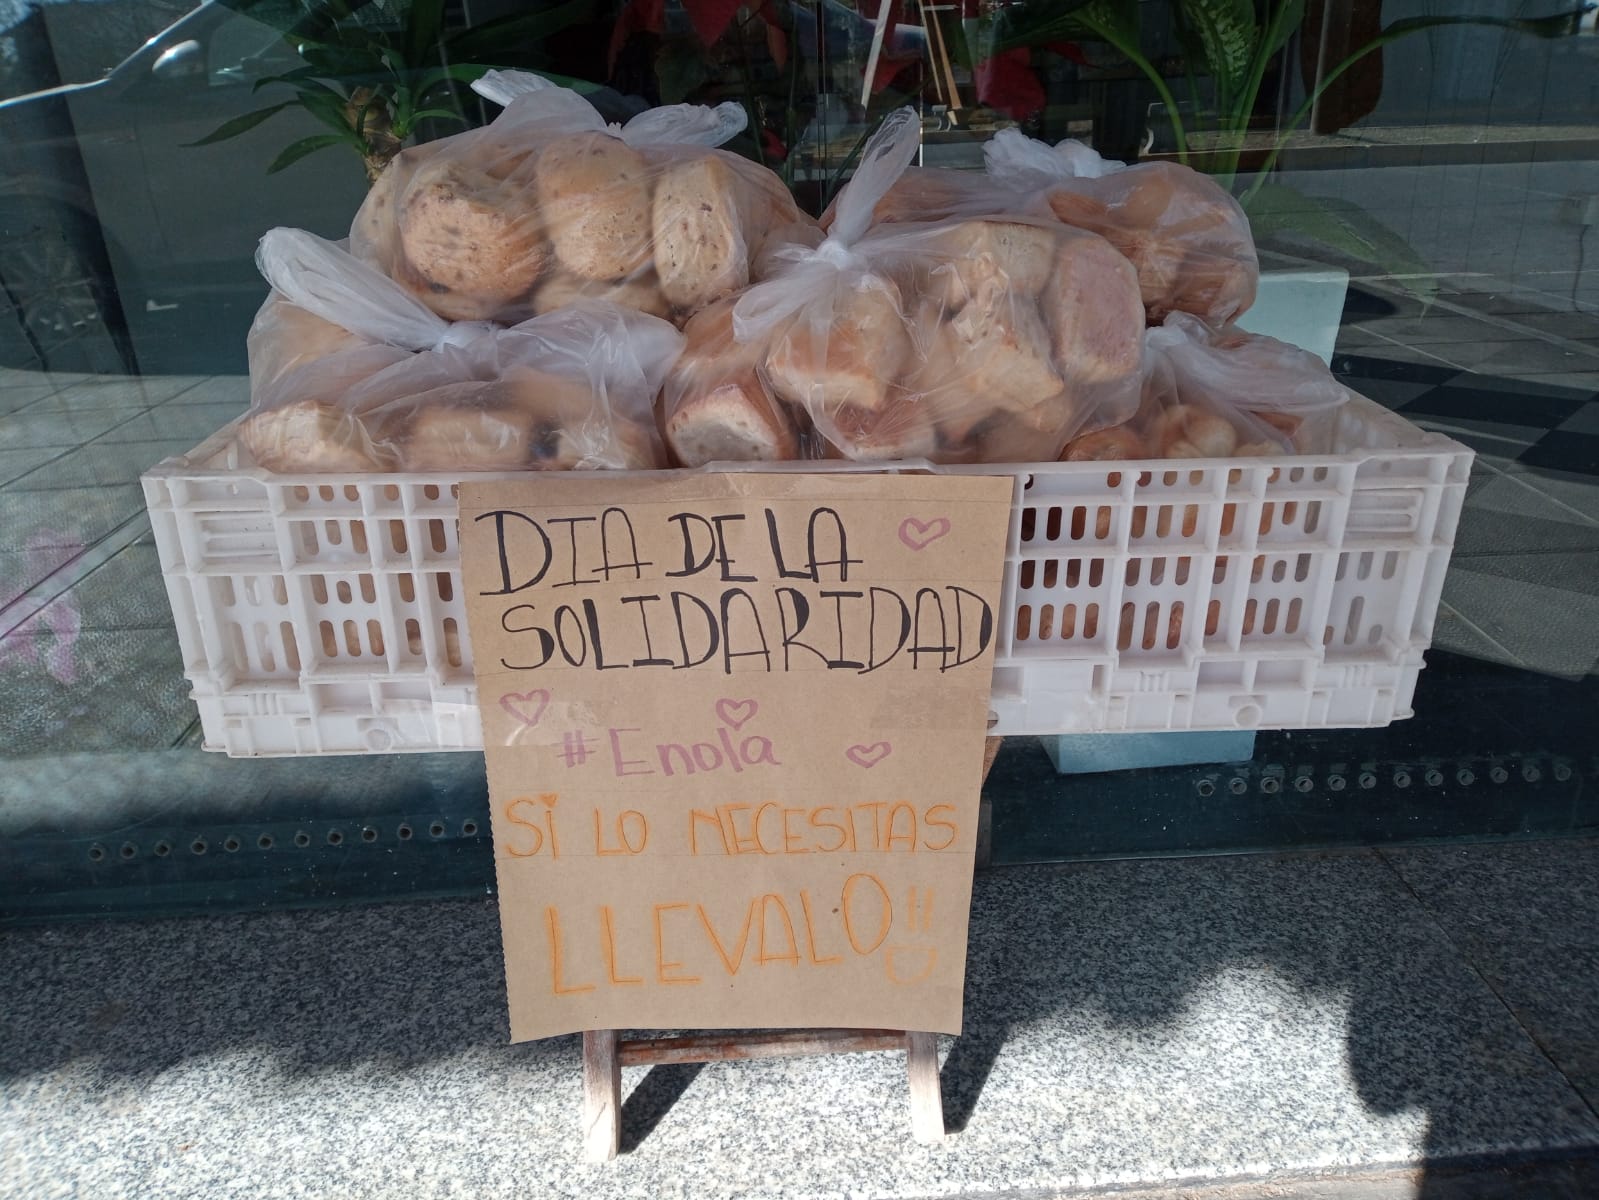 DIA DE LA
SOLIDARIDAD
#Enola
Si LO NECESITAS
LLEVALO!!